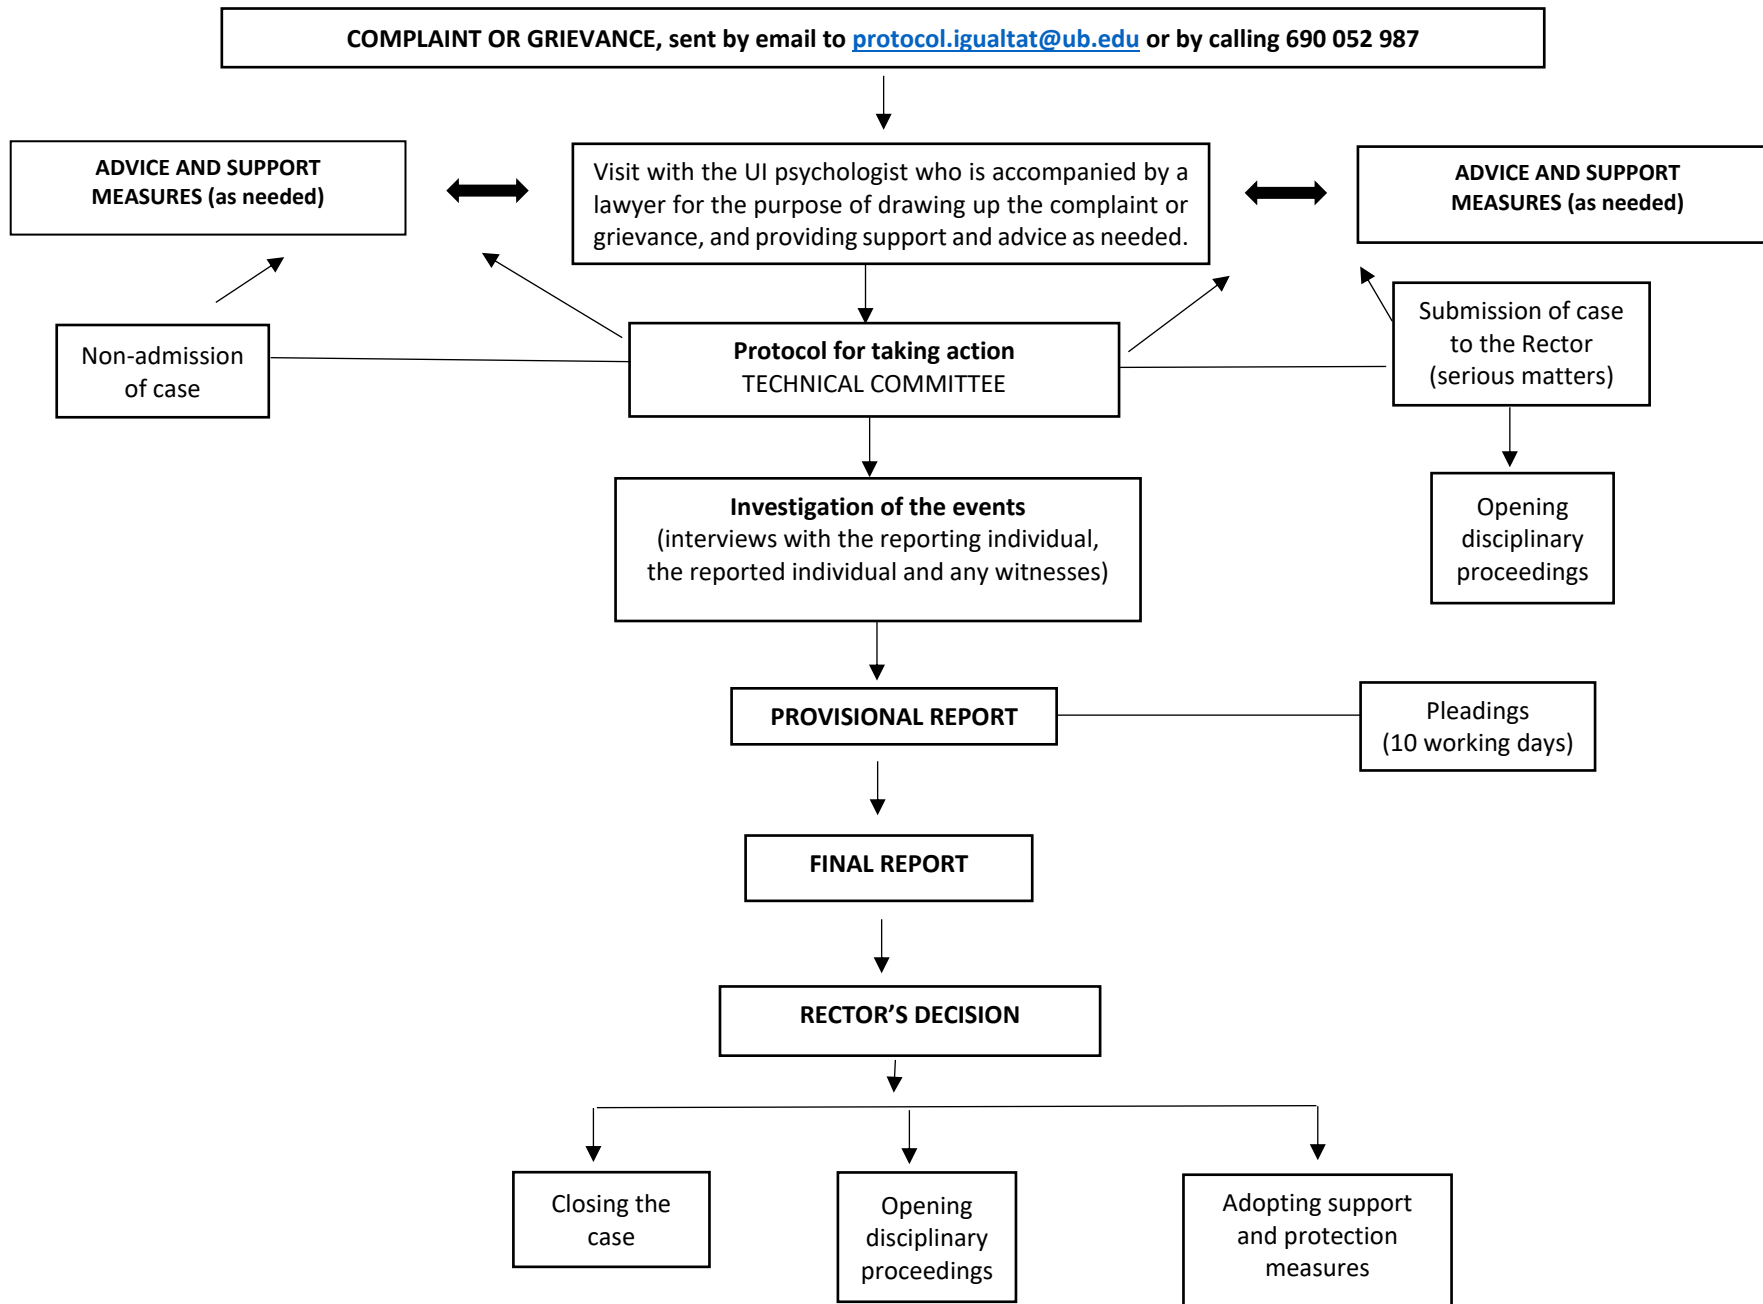 COMPLAINT OR GRIEVANCE, sent by email to protocol.igualtat@ub.edu or by calling 690 052 987
ADVICE AND SUPPORT
MEASURES (as needed)
Visit with the UI psychologist who is accompanied by a
lawyer for the purpose of drawing up the complaint or
grievance, and providing support and advice as needed.
ADVICE AND SUPPORT
MEASURES (as needed)
Non-admission
of case
Protocol for taking action
TECHNICAL COMMITTEE
Submission of case
to the Rector
(serious matters)
Investigation of the events
(interviews with the reporting individual,
the reported individual and any witnesses)
Opening
disciplinary
proceedings
PROVISIONAL REPORT
Pleadings
(10 working days)
FINAL REPORT
RECTOR’S DECISION
Closing the
case
Opening
disciplinary
proceedings
Adopting support
and protection
measures